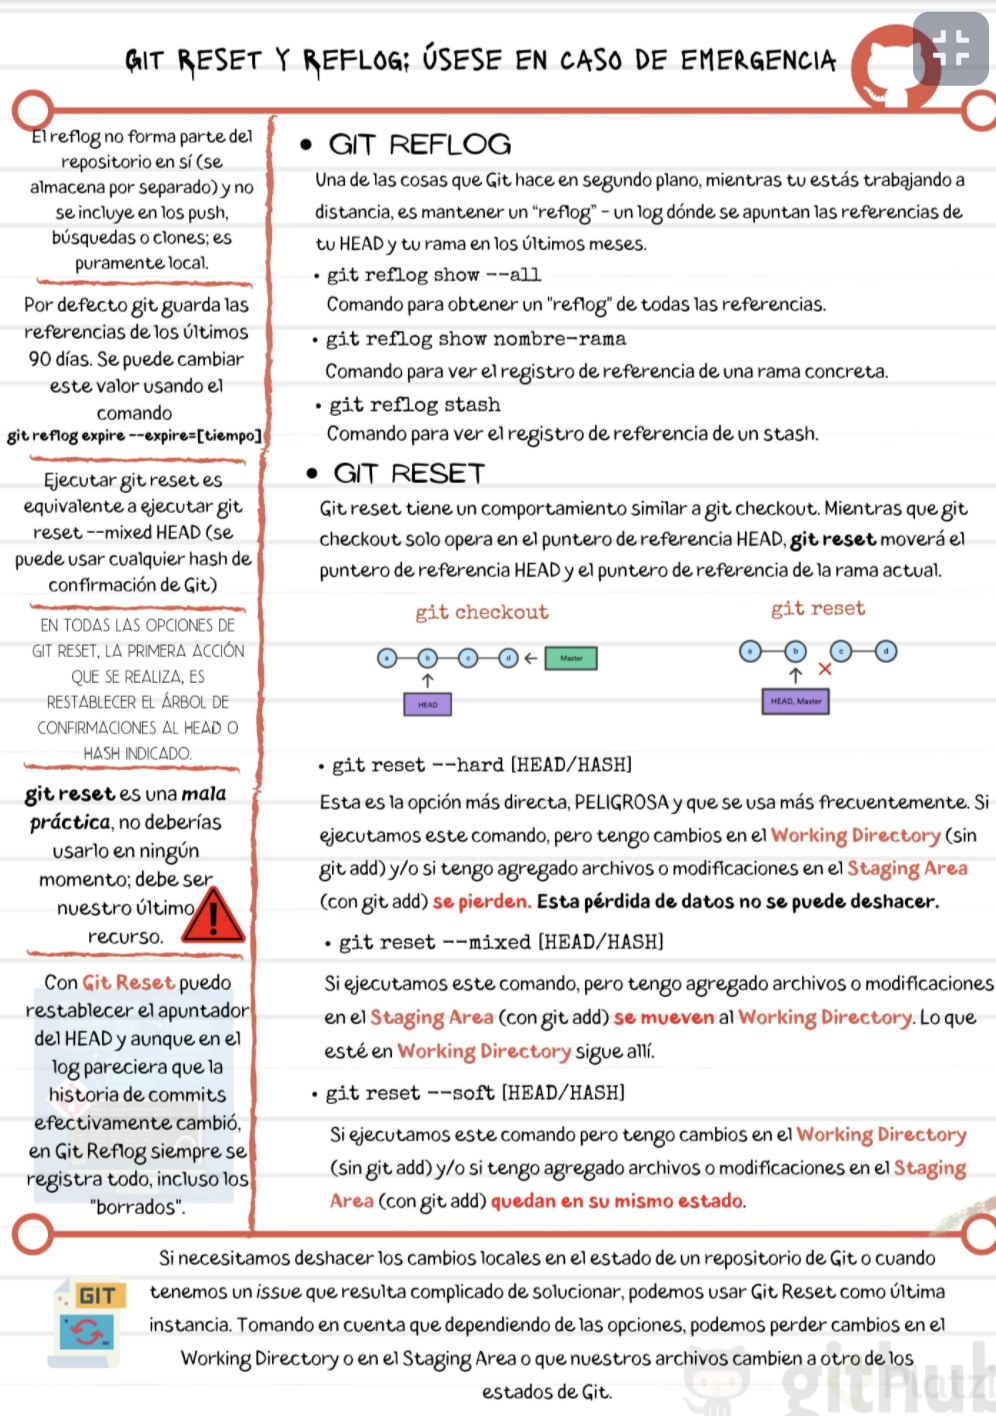 GIT RESET Y REFLOG: ÚSESE EN CASO DE EMERGENCIA
El reflog no forma parte del
repositorio en sí (se
almacena por separado) y no
se incluye en los push,
búsquedas o clones; es
puramente local.
Por defecto git guarda las
referencias de los últimos
90 días. Se puede cambiar
este valor usando el
comando
git reflog expire --expire=[tiempo]
Ejecutar git reset es
equivalente a ejecutar git
reset --mixed HEAD (se
puede usar cualquier hash de
confirmación de Git)
EN TODAS LAS OPCIONES DE
GIT RESET, LA PRIMERA ACCIÓN
QUE SE REALIZA, ES
RESTABLECER EL ÁRBOL DE
CONFIRMACIONES AL HEAD O
HASH INDICADO.
git reset es una mala
práctica, no deberías
usarlo en ningún
momento; debe ser
nuestro último
recurso.
Con Git Reset puedo
restablecer el apuntador
del HEAD y aunque en el
log pareciera que la
historia de commits
efectivamente cambió,
en Git Reflog siempre se
registra todo, incluso los
"borrados".
• GIT REFLOG
Una de las cosas que Git hace en segundo plano, mientras tu estás trabajando a
distancia, es mantener un “reflog” - un log dónde se apuntan las referencias de
tu HEAD y tu rama en los últimos meses.
• git reflog show --all
Comando para obtener un "reflog" de todas las referencias.
• git reflog show nombre-rama
Comando para ver el registro de referencia de una rama concreta.
• git reflog stash
Comando para ver el registro de referencia de un stash.
• GIT RESET
Git reset tiene un comportamiento similar a git checkout. Mientras que git
checkout solo opera en el puntero de referencia HEAD, git reset moverá el
puntero de referencia HEAD y el puntero de referencia de la rama actual.
git checkout
a b c d Master
HEAD
git reset
a b c d
HEAD, Master
• git reset --hard [HEAD/HASH]
Esta es la opción más directa, PELIGROSA y que se usa más frecuentemente. Si
ejecutamos este comando, pero tengo cambios en el Working Directory (sin
git add) y/o si tengo agregado archivos o modificaciones en el Staging Area
(con git add) se pierden. Esta pérdida de datos no se puede deshacer.
• git reset --mixed [HEAD/HASH]
Si ejecutamos este comando, pero tengo agregado archivos o modificaciones
en el Staging Area (con git add) se mueven al Working Directory. Lo que
esté en Working Directory sigue allí.
• git reset --soft [HEAD/HASH]
Si ejecutamos este comando pero tengo cambios en el Working Directory
(sin git add) y/o si tengo agregado archivos o modificaciones en el Staging
Area (con git add) quedan en su mismo estado.
GIT
Si necesitamos deshacer los cambios locales en el estado de un repositorio de Git o cuando
tenemos un issue que resulta complicado de solucionar, podemos usar Git Reset como última
instancia. Tomando en cuenta que dependiendo de las opciones, podemos perder cambios en el
Working Directory o en el Staging Area o que nuestros archivos cambien a otro de los
estados de Git.
github
Platzi